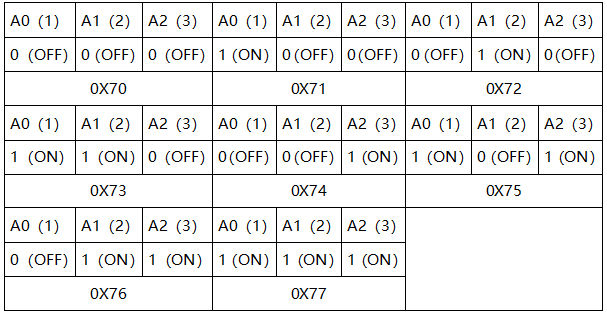 A0 (1) A1 (2) A2 (3) A0 (1) A1 (2) A2 (3) A0 (1) A1 (2) A2 (3)
0 (OFF) 0 (OFF) 0 (OFF) 1 (ON) 0 (OFF) 0(OFF) 0 (OFF) 1 (ON) 0(OFF)
0X70 0X71 0X72
A0 (1) A1 (2) A2 (3) A0 (1) A1 (2) A2 (3) A0 (1) A1 (2) A2 (3)
1 (ON) 1 (ON) 0 (OFF) 0(OFF) 0(OFF) 1 (ON) 1 (ON) 0 (OFF) 1 (ON)
0X73 0X74 0X75
A0 (1) A1 (2) A2 (3) A0 (1) A1 (2) A2 (3)
0 (OFF) 1 (ON) 1 (ON) 1(ON) 1 (ON) 1 (ON)
0X76 0X77